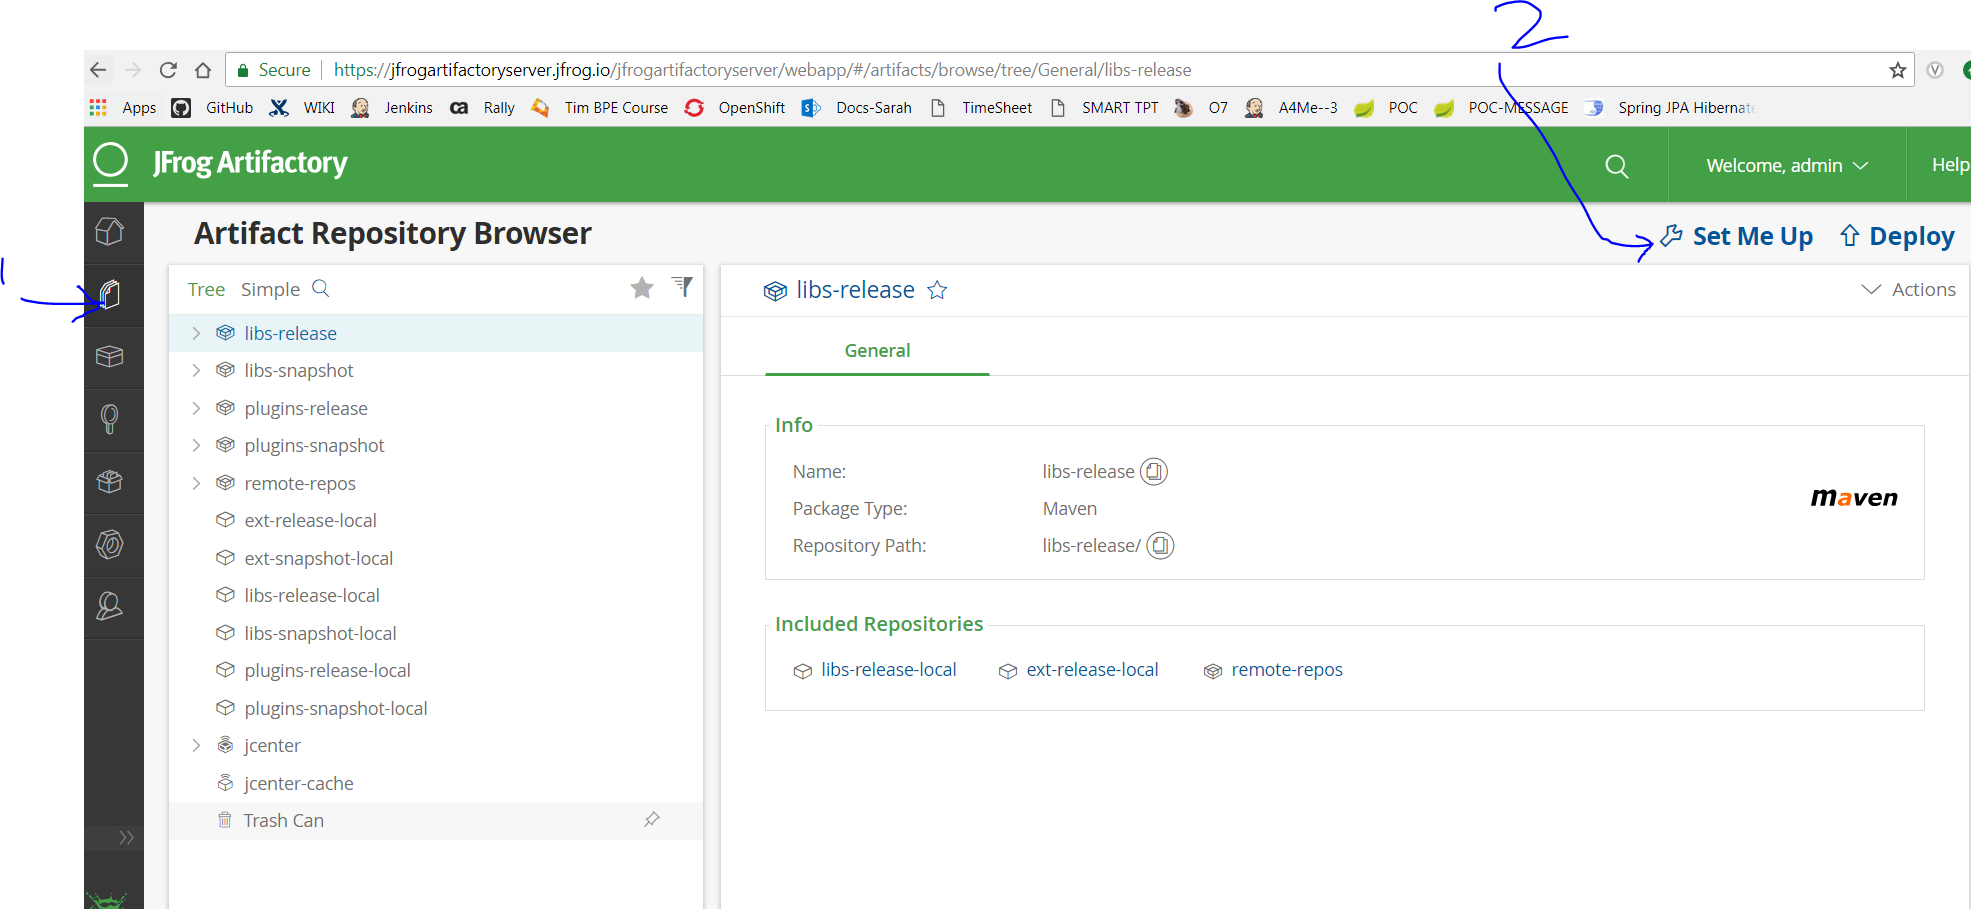 2
Secure https://jfrogartifactoryserver.jfrog.io/jfrogartifactoryserver/webapp/#/artifacts/browse/tree/General/libs-release
Apps GitHub WIKI Jenkins ca Rally Tim BPE Course OpenShift Docs-Sarah TimeSheet SMART TPT O7 A4Me--3 POC POC-MESSAGE Spring JPA Hibernate
JFrog Artifactory
Welcome, admin
Help
Artifact Repository Browser
Set Me Up
Deploy
1
Tree Simple
libs-release
libs-snapshot
plugins-release
plugins-snapshot
remote-repos
ext-release-local
ext-snapshot-local
libs-release-local
libs-snapshot-local
plugins-release-local
plugins-snapshot-local
jcenter
jcenter-cache
Trash Can
libs-release
Actions
General
Info
Name: libs-release
Package Type: Maven
Repository Path: libs-release/
maven
Included Repositories
libs-release-local ext-release-local remote-repos